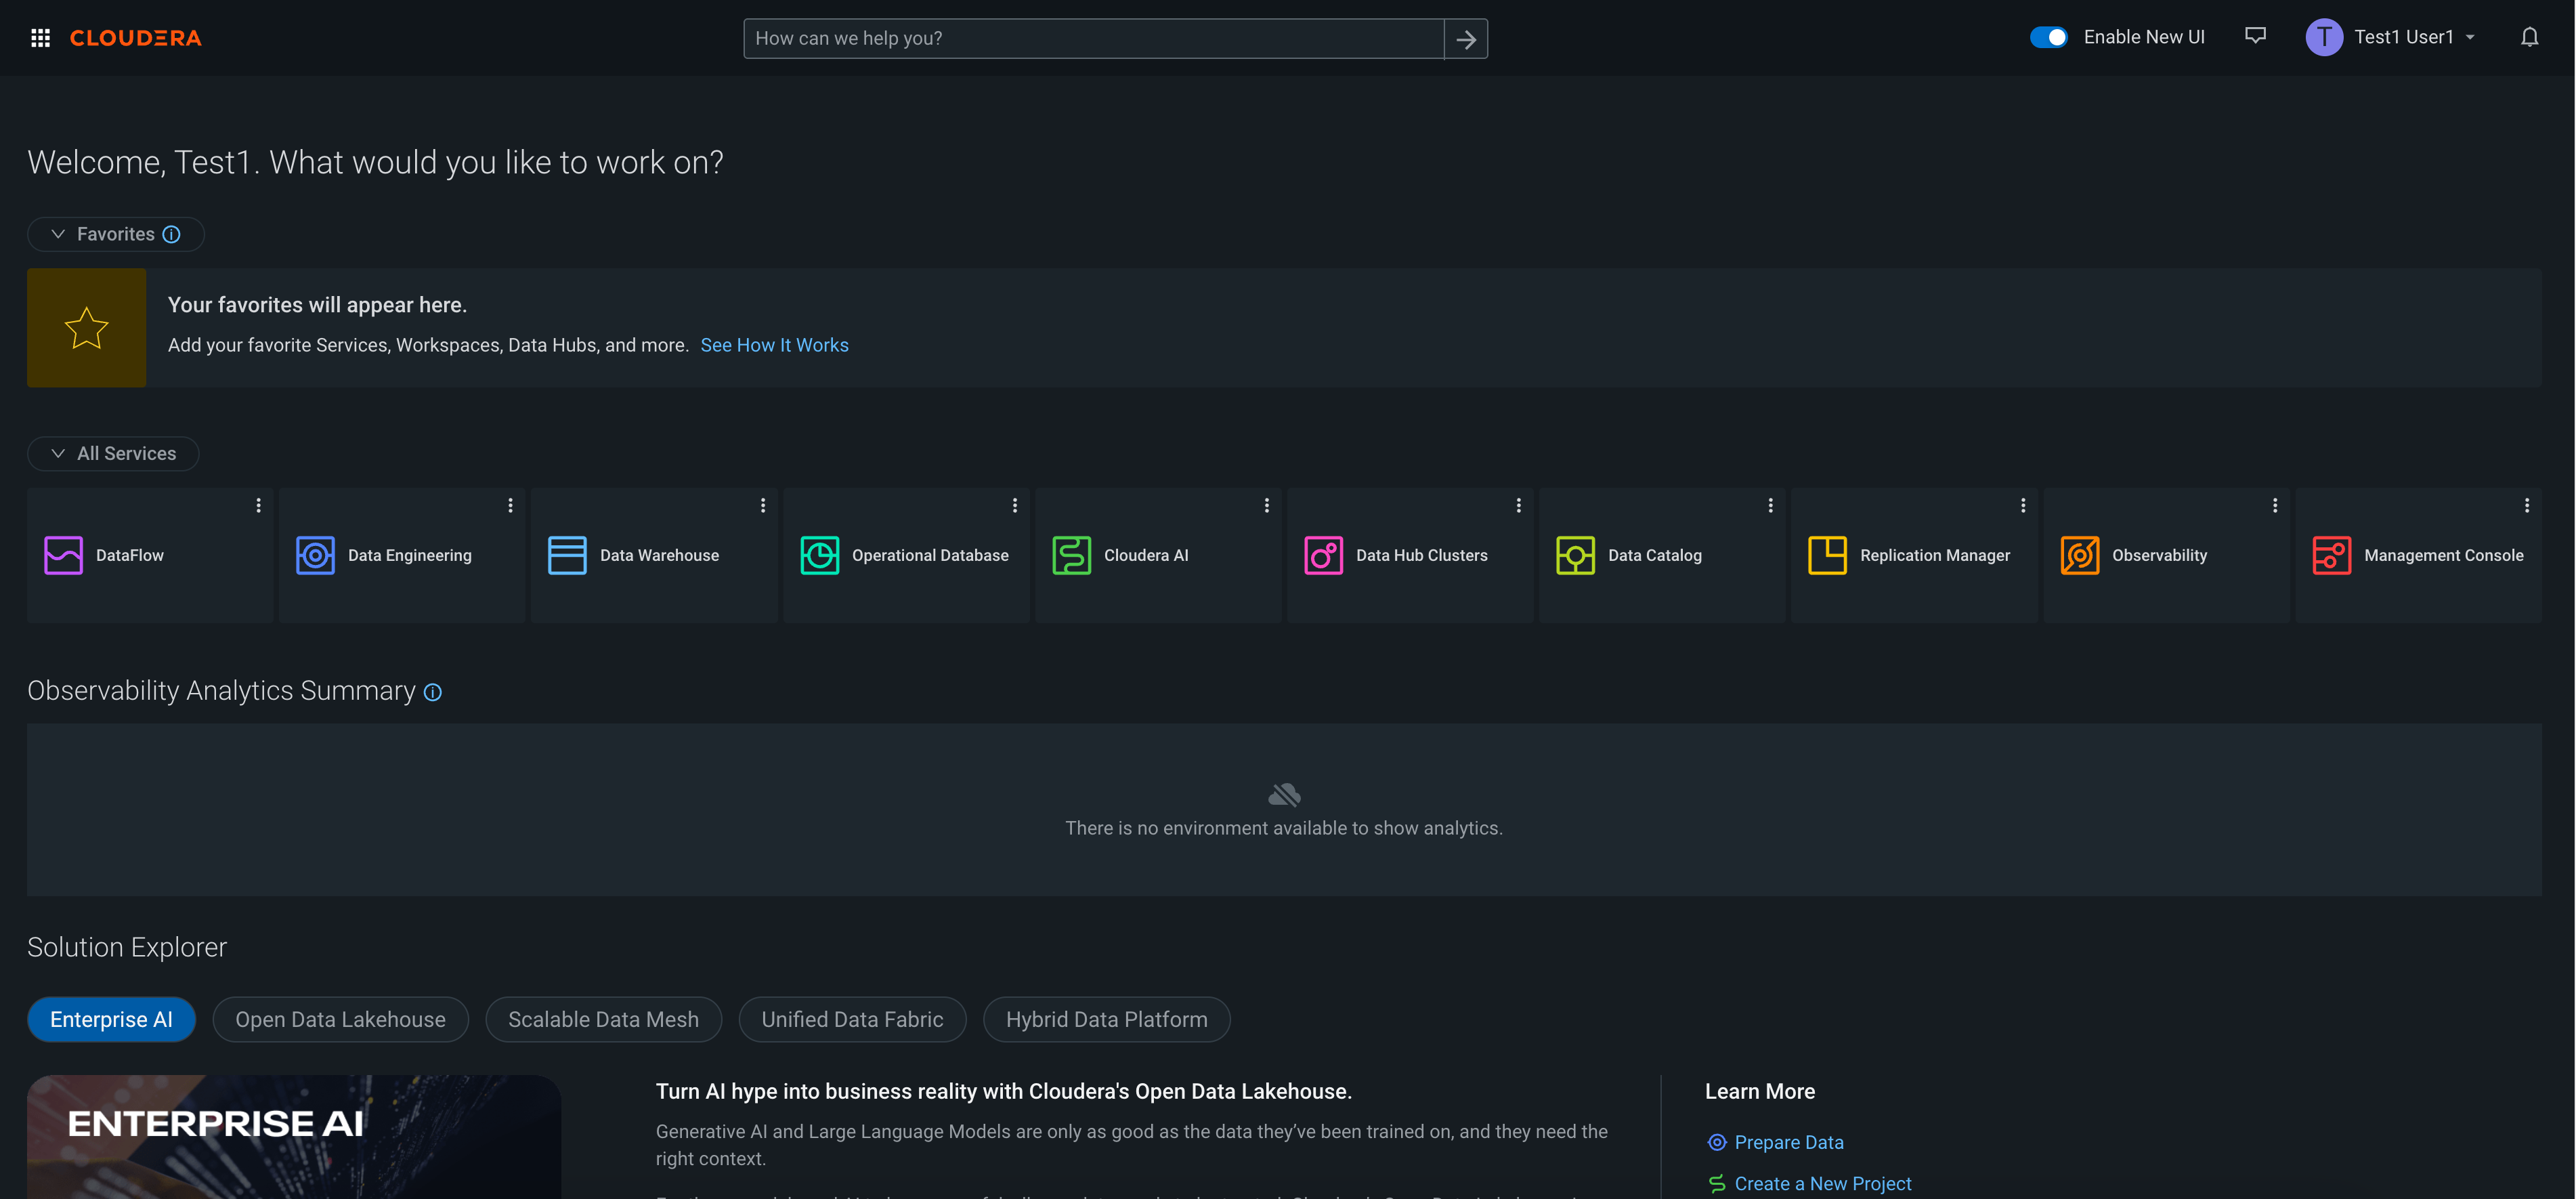 CLOUDERA
How can we help you?
Enable New UI
T
Test1 User1
Welcome, Test1. What would you like to work on?
Favorites
Your favorites will appear here.
Add your favorite Services, Workspaces, Data Hubs, and more. See How It Works
All Services
DataFlow
Data Engineering
Data Warehouse
Operational Database
Cloudera AI
Data Hub Clusters
Data Catalog
Replication Manager
Observability
Management Console
Observability Analytics Summary
There is no environment available to show analytics.
Solution Explorer
Enterprise AI
Open Data Lakehouse
Scalable Data Mesh
Unified Data Fabric
Hybrid Data Platform
ENTERPRISE AI
Turn AI hype into business reality with Cloudera's Open Data Lakehouse.
Generative AI and Large Language Models are only as good as the data they’ve been trained on, and they need the
right context.
Learn More
Prepare Data
Create a New Project